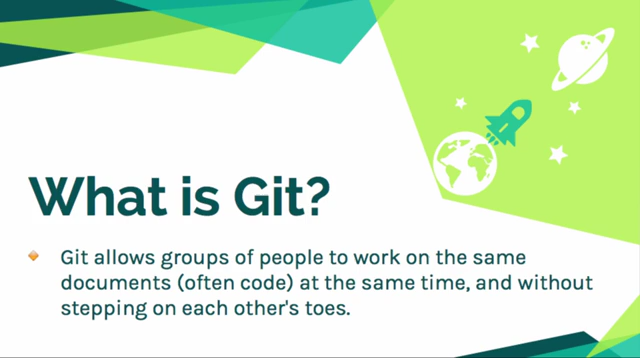 What is Git?
Git allows groups of people to work on the same
documents (often code) at the same time, and without
stepping on each other's toes.